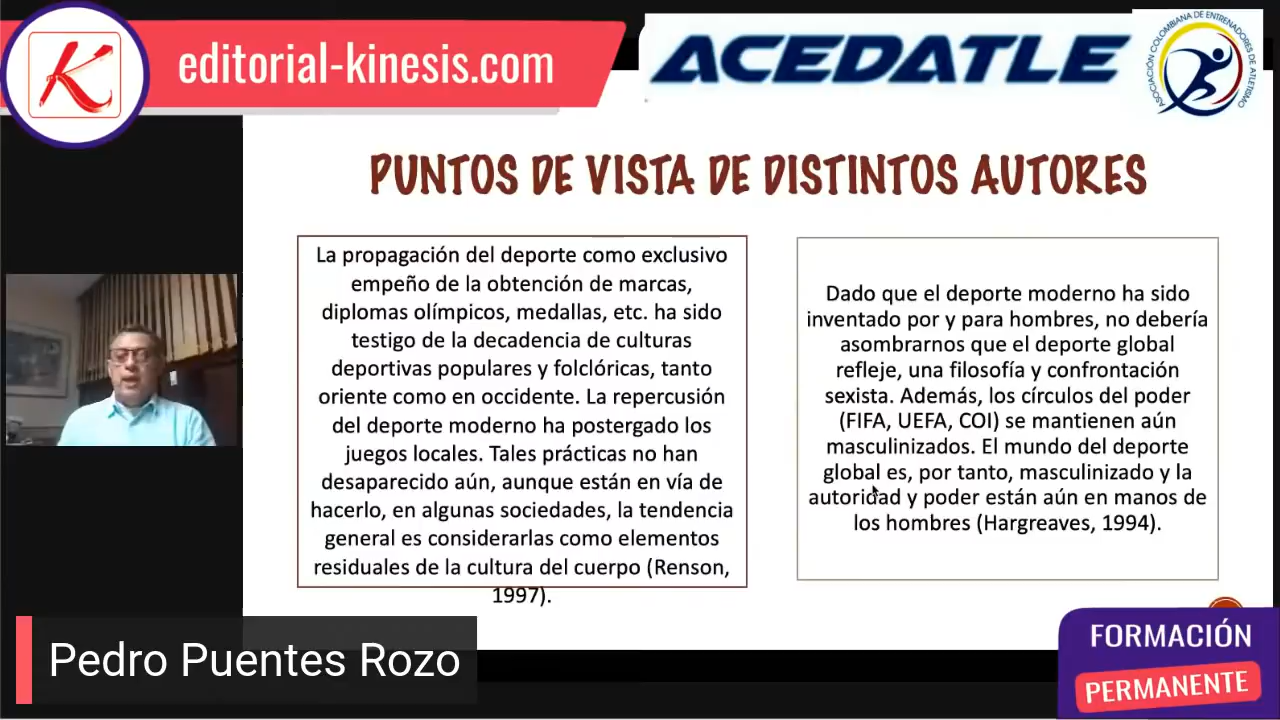 K
editorial-kinesis.com
ACEDATLE
ASOCIACIÓN COLOMBIANA DE ENTRENADORES DE ATLETISMO
PUNTOS DE VISTA DE DISTINTOS AUTORES
La propagación del deporte como exclusivo
empeño de la obtención de marcas,
diplomas olímpicos, medallas, etc. ha sido
testigo de la decadencia de culturas
deportivas populares y folclóricas, tanto
oriente como en occidente. La repercusión
del deporte moderno ha postergado los
juegos locales. Tales prácticas no han
desaparecido aún, aunque están en vía de
hacerlo, en algunas sociedades, la tendencia
general es considerarlas como elementos
residuales de la cultura del cuerpo (Renson,
1997).
Dado que el deporte moderno ha sido
inventado por y para hombres, no debería
asombrarnos que el deporte global
refleje, una filosofía y confrontación
sexista. Además, los círculos del poder
(FIFA, UEFA, COI) se mantienen aún
masculinizados. El mundo del deporte
global es, por tanto, masculinizado y la
autoridad y poder están aún en manos de
los hombres (Hargreaves, 1994).
Pedro Puentes Rozo
FORMACIÓN
PERMANENTE